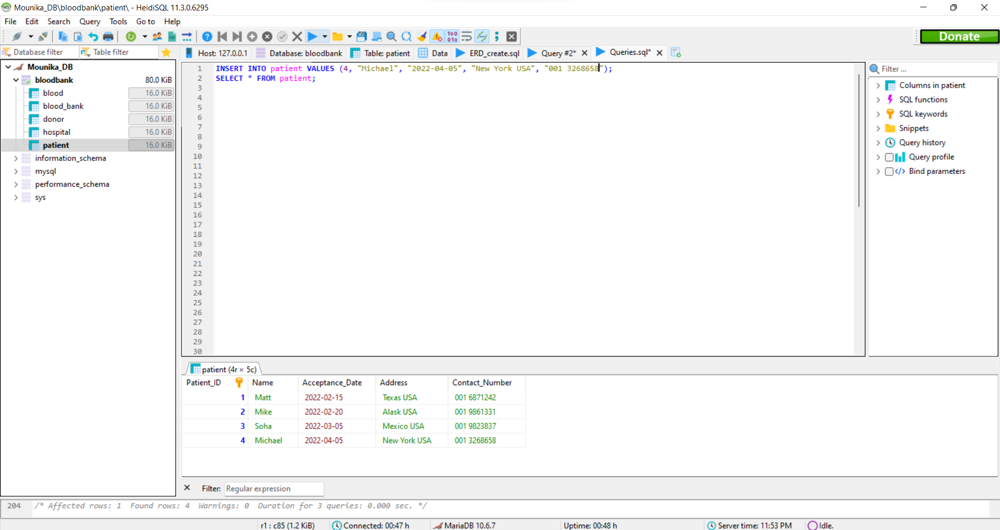 Mounika_DB\bloodbank\patient\ - HeidiSQL 11.3.0.6295
File Edit Search Query Tools Go to Help
Donate
Database filter Table filter
Host: 127.0.0.1 Database: bloodbank Table: patient Data ERD_create.sql Query #2* Queries.sql*
Mounika_DB
bloodbank 80.0 KiB
blood 16.0 KiB
blood_bank 16.0 KiB
donor 16.0 KiB
hospital 16.0 KiB
patient 16.0 KiB
information_schema
mysql
performance_schema
sys
1 INSERT INTO patient VALUES (4, "Michael", "2022-04-05", "New York USA", "001 3268658");
2 SELECT * FROM patient;
3
4
5
6
7
8
9
10
11
12
13
14
15
16
17
18
19
20
21
22
23
24
25
26
27
28
29
30
Filter ...
Columns in patient
SQL functions
SQL keywords
Snippets
Query history
Query profile
Bind parameters
patient (4r × 5c)
Patient_ID Name Acceptance_Date Address Contact_Number
1 Matt 2022-02-15 Texas USA 001 6871242
2 Mike 2022-02-20 Alask USA 001 9861331
3 Soha 2022-03-05 Mexico USA 001 9823837
4 Michael 2022-04-05 New York USA 001 3268658
Filter: Regular expression
204 /* Affected rows: 1 Found rows: 4 Warnings: 0 Duration for 3 queries: 0.000 sec. */
r1 : c85 (1.2 KiB) Connected: 00:47 h MariaDB 10.6.7 Uptime: 00:48 h Server time: 11:53 PM Idle.